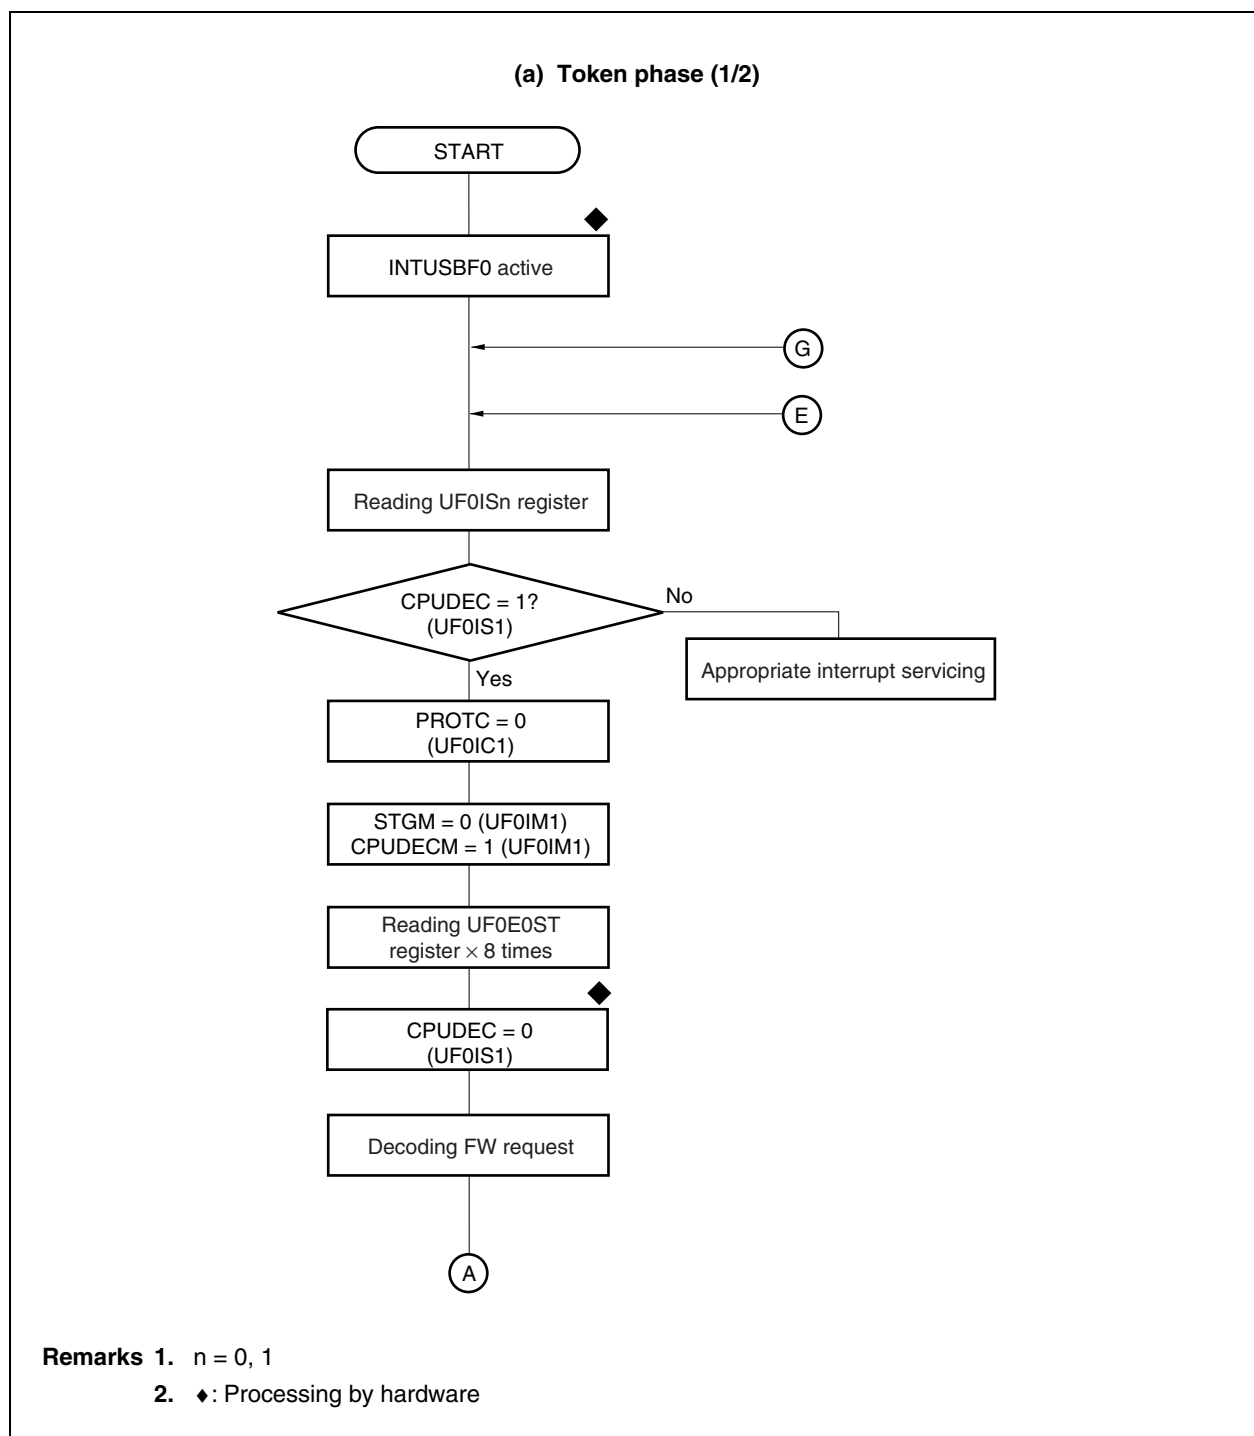 (a) Token phase (1/2)
START
INTUSBF0 active
G
E
Reading UF0ISn register
CPUDEC = 1?
(UF0IS1)
No
Appropriate interrupt servicing
Yes
PROTC = 0
(UF0IC1)
STGM = 0 (UF0IM1)
CPUDECM = 1 (UF0IM1)
Reading UF0E0ST
register × 8 times
CPUDEC = 0
(UF0IS1)
Decoding FW request
A
Remarks 1. n = 0, 1
2. ♦: Processing by hardware